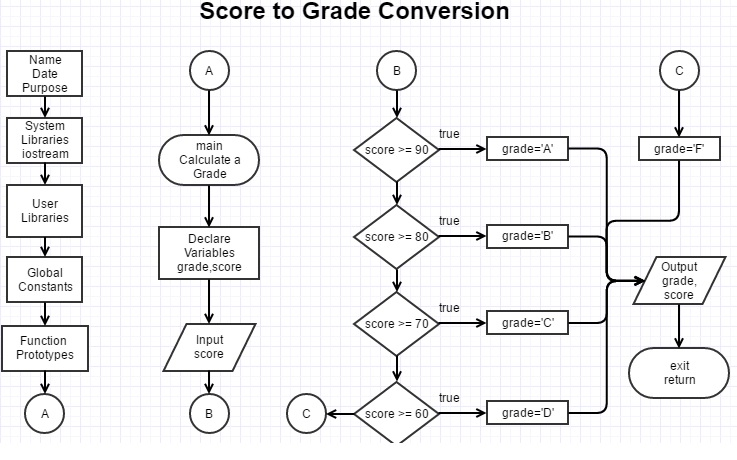 Score to Grade Conversion
Name
Date
Purpose
System
Libraries
iostream
User
Libraries
Global
Constants
Function
Prototypes
A
A
main
Calculate a
Grade
Declare
Variables
grade,score
Input
score
B
B
score >= 90
true
grade='A'
score >= 80
true
grade='B'
score >= 70
true
grade='C'
score >= 60
true
grade='D'
C
C
grade='F'
Output
grade,
score
exit
return